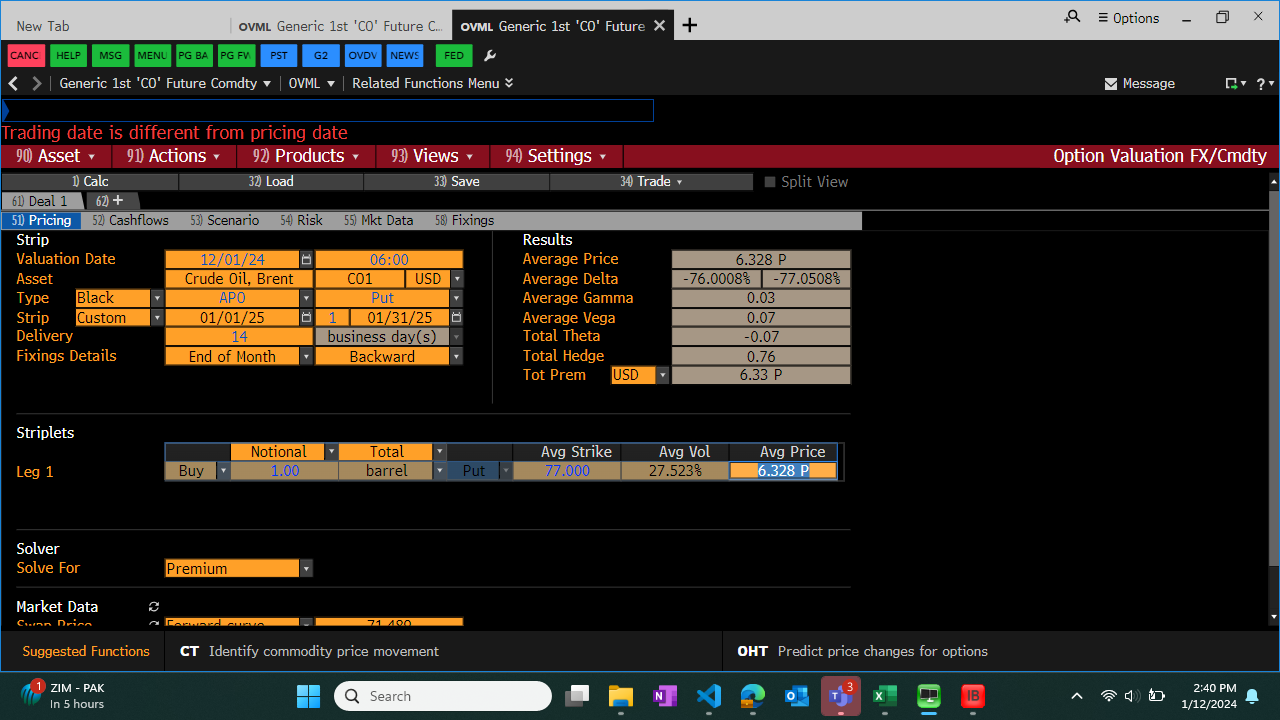 New Tab
OVML Generic 1st 'CO' Future C...
OVML Generic 1st 'CO' Future
Options
CANC HELP MSG MENU PG BA PG FW PST G2 OVDV NEWS FED
Generic 1st 'CO' Future Comdty OVML Related Functions Menu Message ?
Trading date is different from pricing date
90) Asset 91) Actions 92) Products 93) Views 94) Settings Option Valuation FX/Cmdty
1) Calc 32) Load 33) Save 34) Trade Split View
61) Deal 1 62) +
51) Pricing 52) Cashflows 53) Scenario 54) Risk 55) Mkt Data 58) Fixings
Strip
Valuation Date 12/01/24 06:00
Asset Crude Oil, Brent CO1 USD
Type Black APO Put
Strip Custom 01/01/25 1 01/31/25
Delivery 14 business day(s)
Fixings Details End of Month Backward
Results
Average Price 6.328 P
Average Delta -76.0008% -77.0508%
Average Gamma 0.03
Average Vega 0.07
Total Theta -0.07
Total Hedge 0.76
Tot Prem USD 6.33 P
Striplets
Notional Total Avg Strike Avg Vol Avg Price
Leg 1 Buy 1.00 barrel Put 77.000 27.523% 6.328 P
Solver
Solve For Premium
Market Data
Swap Price Forward curve 71.489
Suggested Functions CT Identify commodity price movement OHT Predict price changes for options
1
ZIM - PAK
In 5 hours
Search
3
IB
2:40 PM
1/12/2024